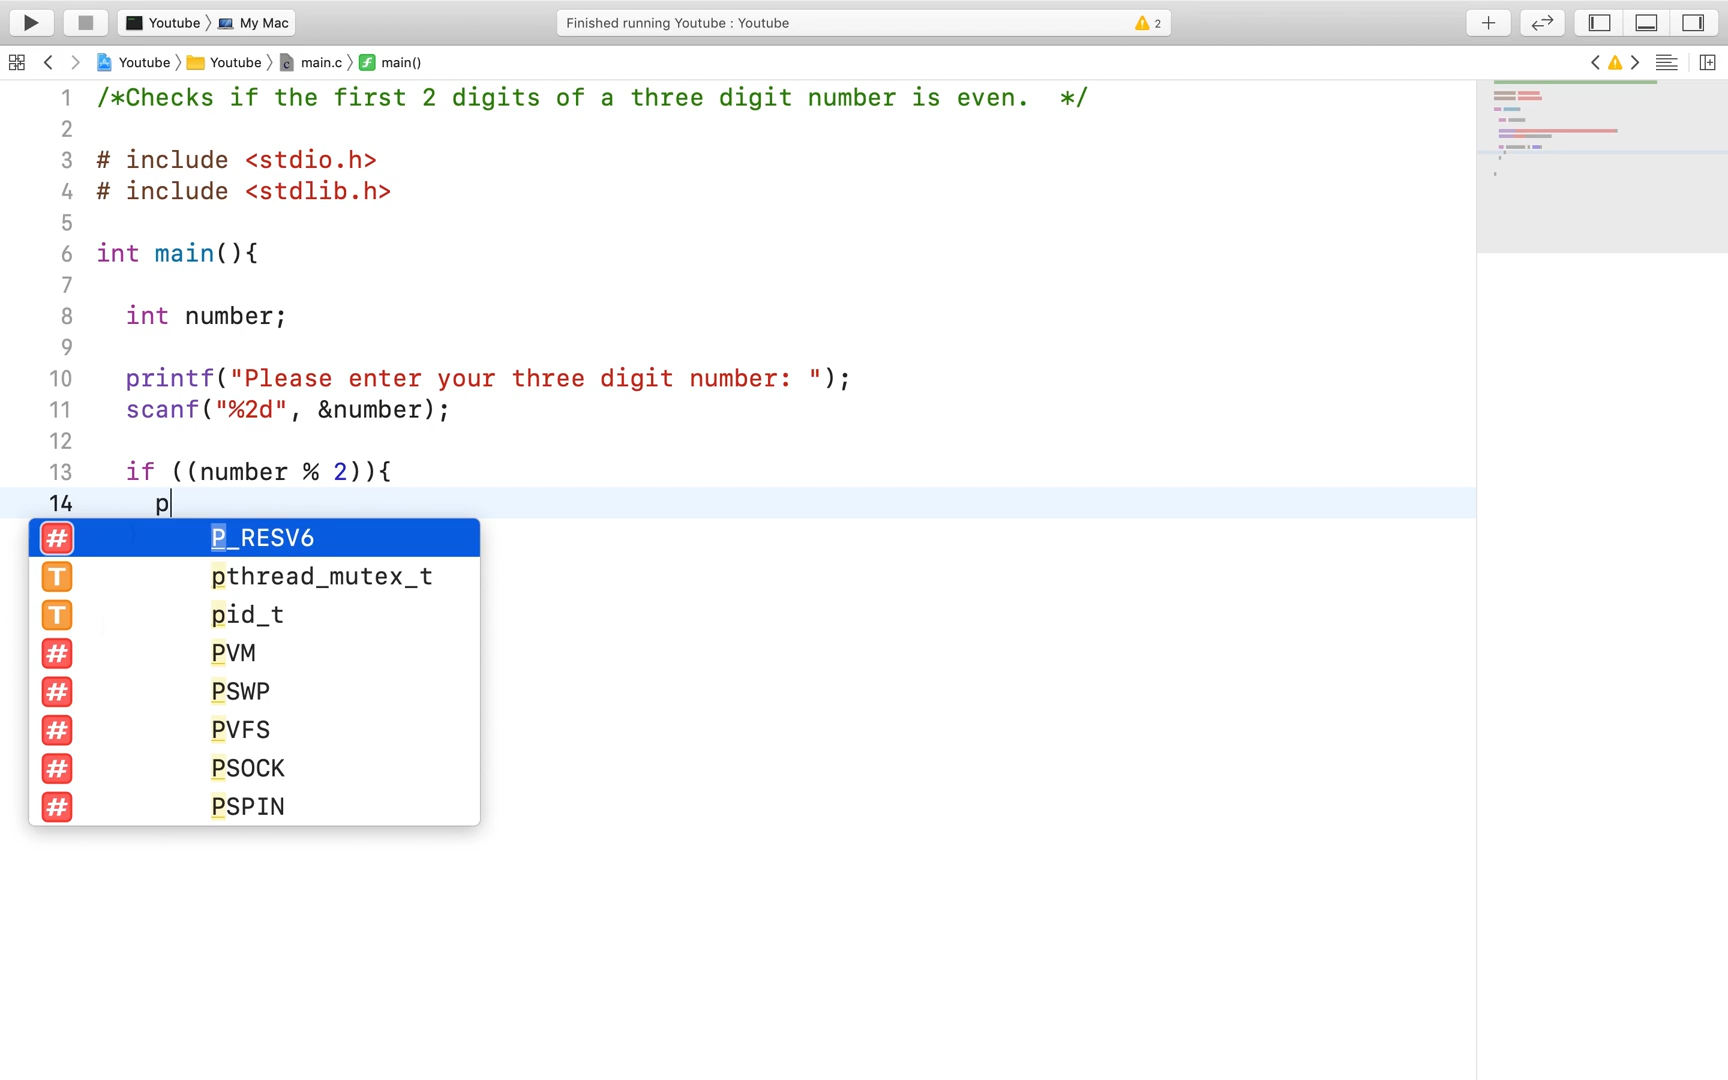 Youtube 〉 My Mac
Finished running Youtube : Youtube
2
Youtube 〉 Youtube 〉 main.c 〉 main()
1 /*Checks if the first 2 digits of a three digit number is even.  */
2
3 # include <stdio.h>
4 # include <stdlib.h>
5
6 int main(){
7
8 int number;
9
10 printf("Please enter your three digit number: ");
11 scanf("%2d", &number);
12
13 if ((number % 2)){
14 p
# P_RESV6
T pthread_mutex_t
T pid_t
# PVM
# PSWP
# PVFS
# PSOCK
# PSPIN